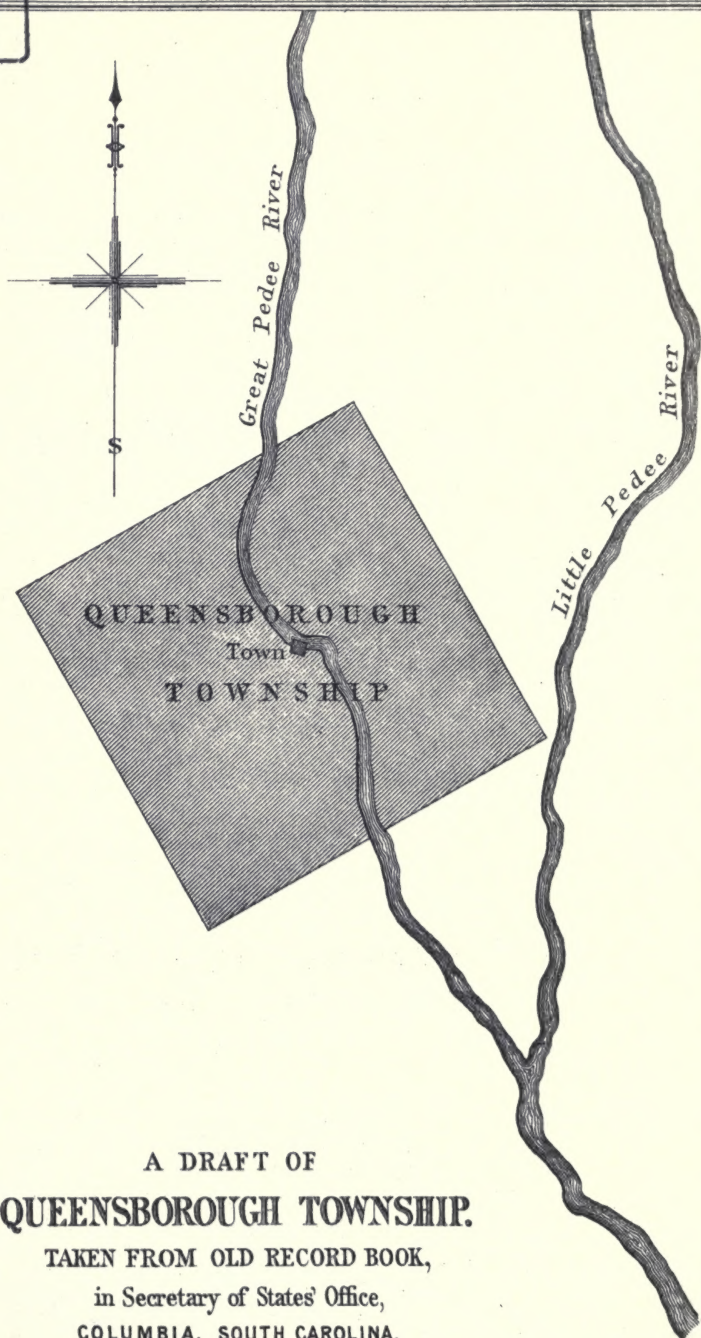 Great Pedee River
Little Pedee River
S
QUEENSBOROUGH
Town
TOWNSHIP
A DRAFT OF
QUEENSBOROUGH TOWNSHIP.
TAKEN FROM OLD RECORD BOOK,
in Secretary of States' Office,
COLUMBIA, SOUTH CAROLINA.